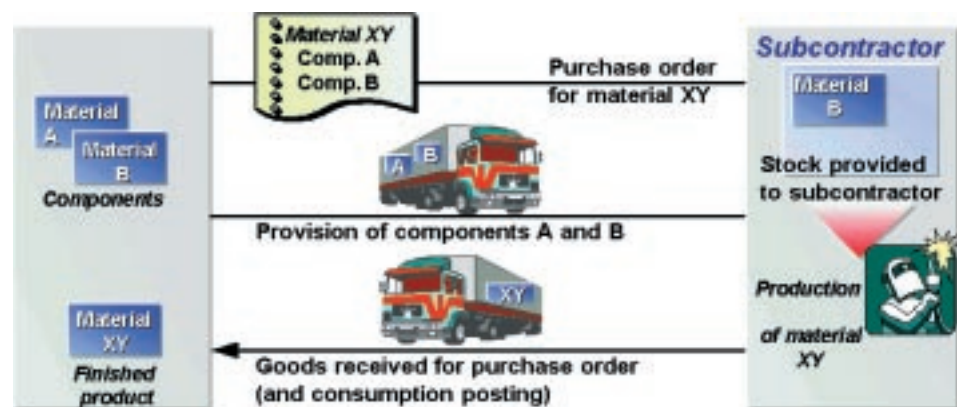 Material XY
Comp. A
Comp. B
Purchase order
for material XY
Subcontractor
Material
B
Stock provided
to subcontractor
Material
A
Material
B
Components
A B
Provision of components A and B
XY
Production
of material
XY
Material
XY
Finished
product
Goods received for purchase order
(and consumption posting)